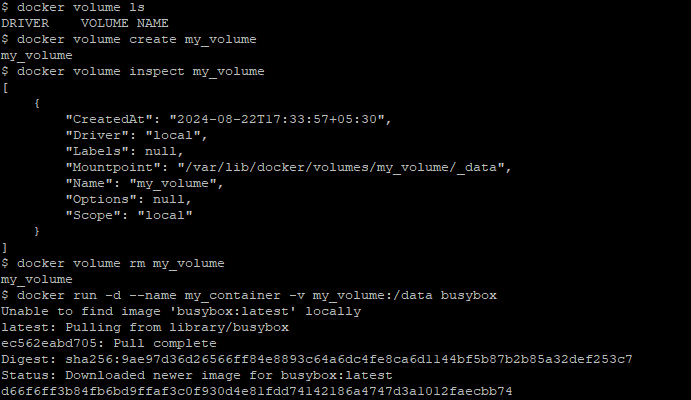 $ docker volume ls
DRIVER    VOLUME NAME
$ docker volume create my_volume
my_volume
$ docker volume inspect my_volume
[
    {
        "CreatedAt": "2024-08-22T17:33:57+05:30",
        "Driver": "local",
        "Labels": null,
        "Mountpoint": "/var/lib/docker/volumes/my_volume/_data",
        "Name": "my_volume",
        "Options": null,
        "Scope": "local"
    }
]
$ docker volume rm my_volume
my_volume
$ docker run -d --name my_container -v my_volume:/data busybox
Unable to find image 'busybox:latest' locally
latest: Pulling from library/busybox
ec562eabd705: Pull complete
Digest: sha256:9ae97d36d26566ff84e8893c64a6dc4fe8ca6d1144bf5b87b2b85a32def253c7
Status: Downloaded newer image for busybox:latest
d66f6ff3b84fb6bd9ffaf3c0f930d4e81fdd74142186a4747d3a1012faecbb74